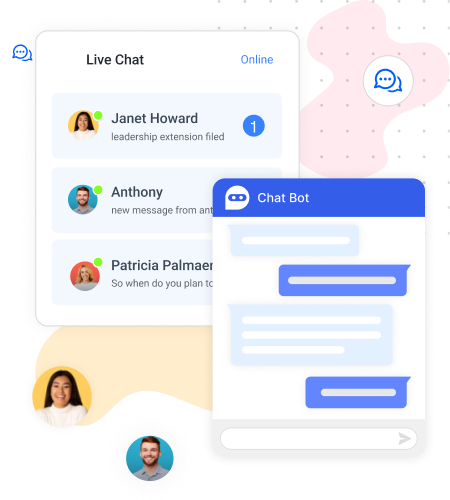 Live Chat
Online
Janet Howard
leadership extension filed
1
Anthony
new message from ant
Patricia Palmaer
So when do you plan to
Chat Bot